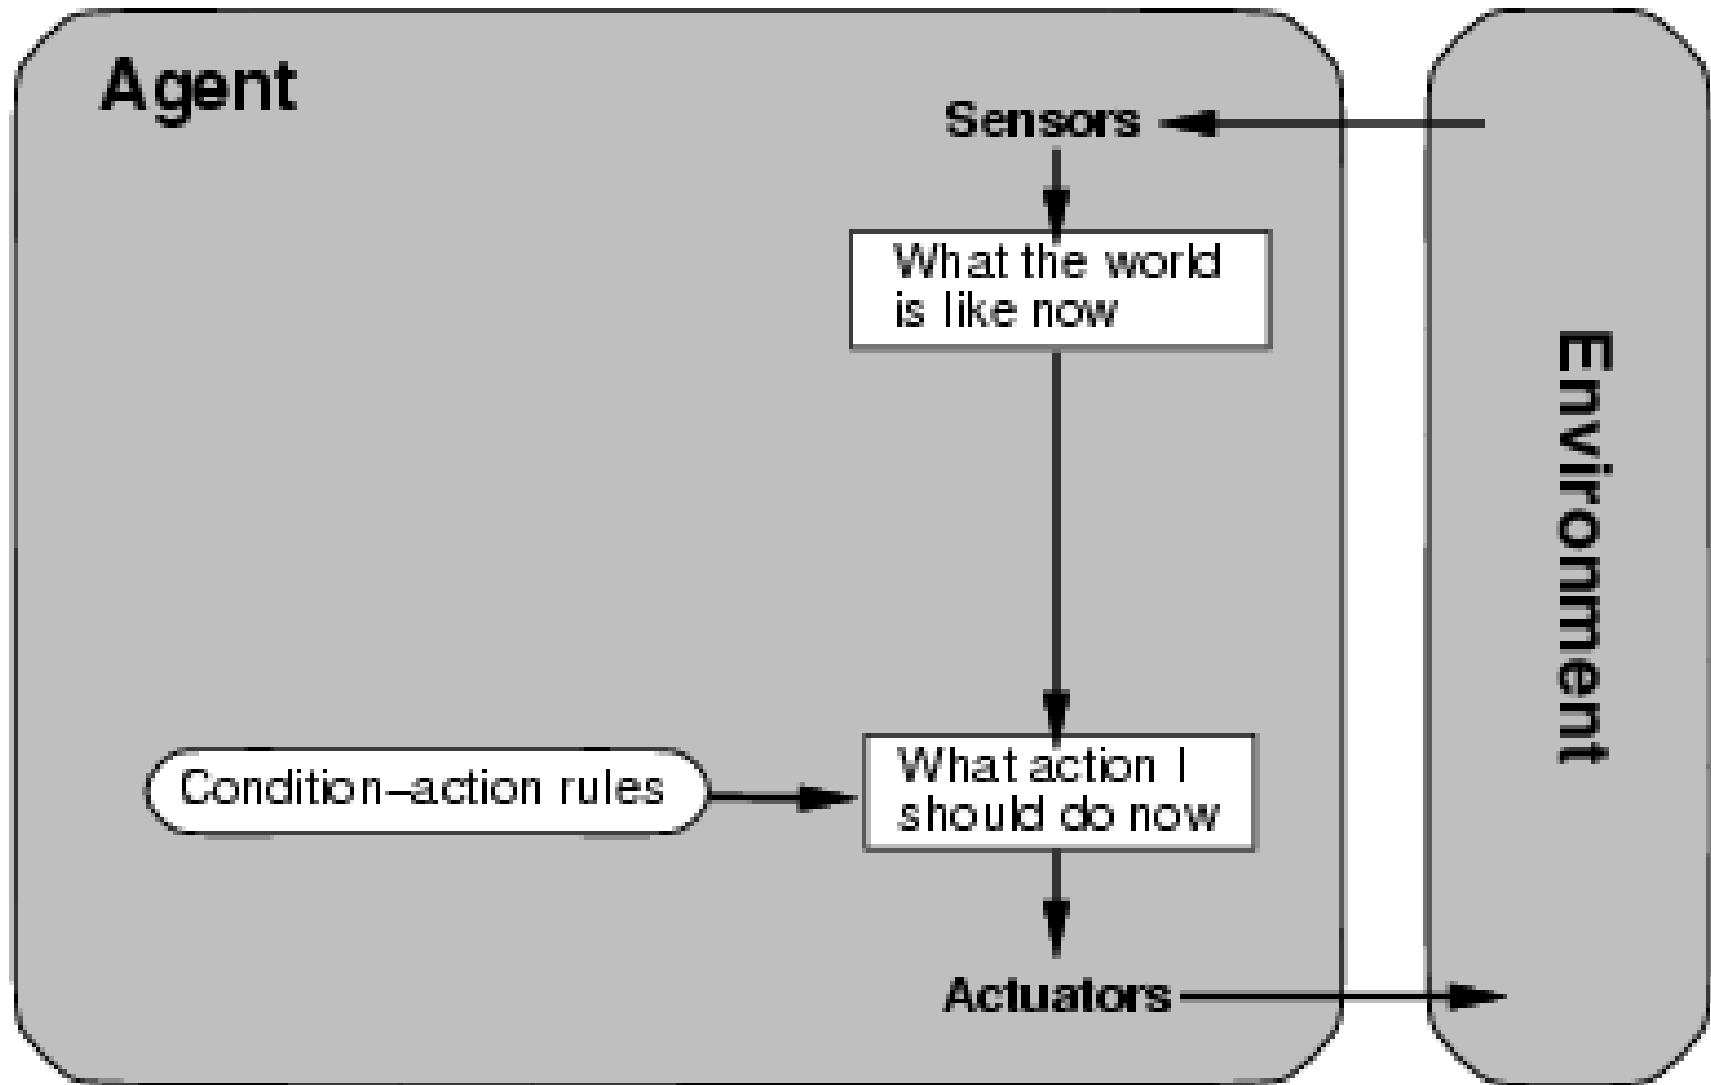 Agent
Sensors
What the world
is like now
Environment
Condition–action rules
What action I
should do now
Actuators